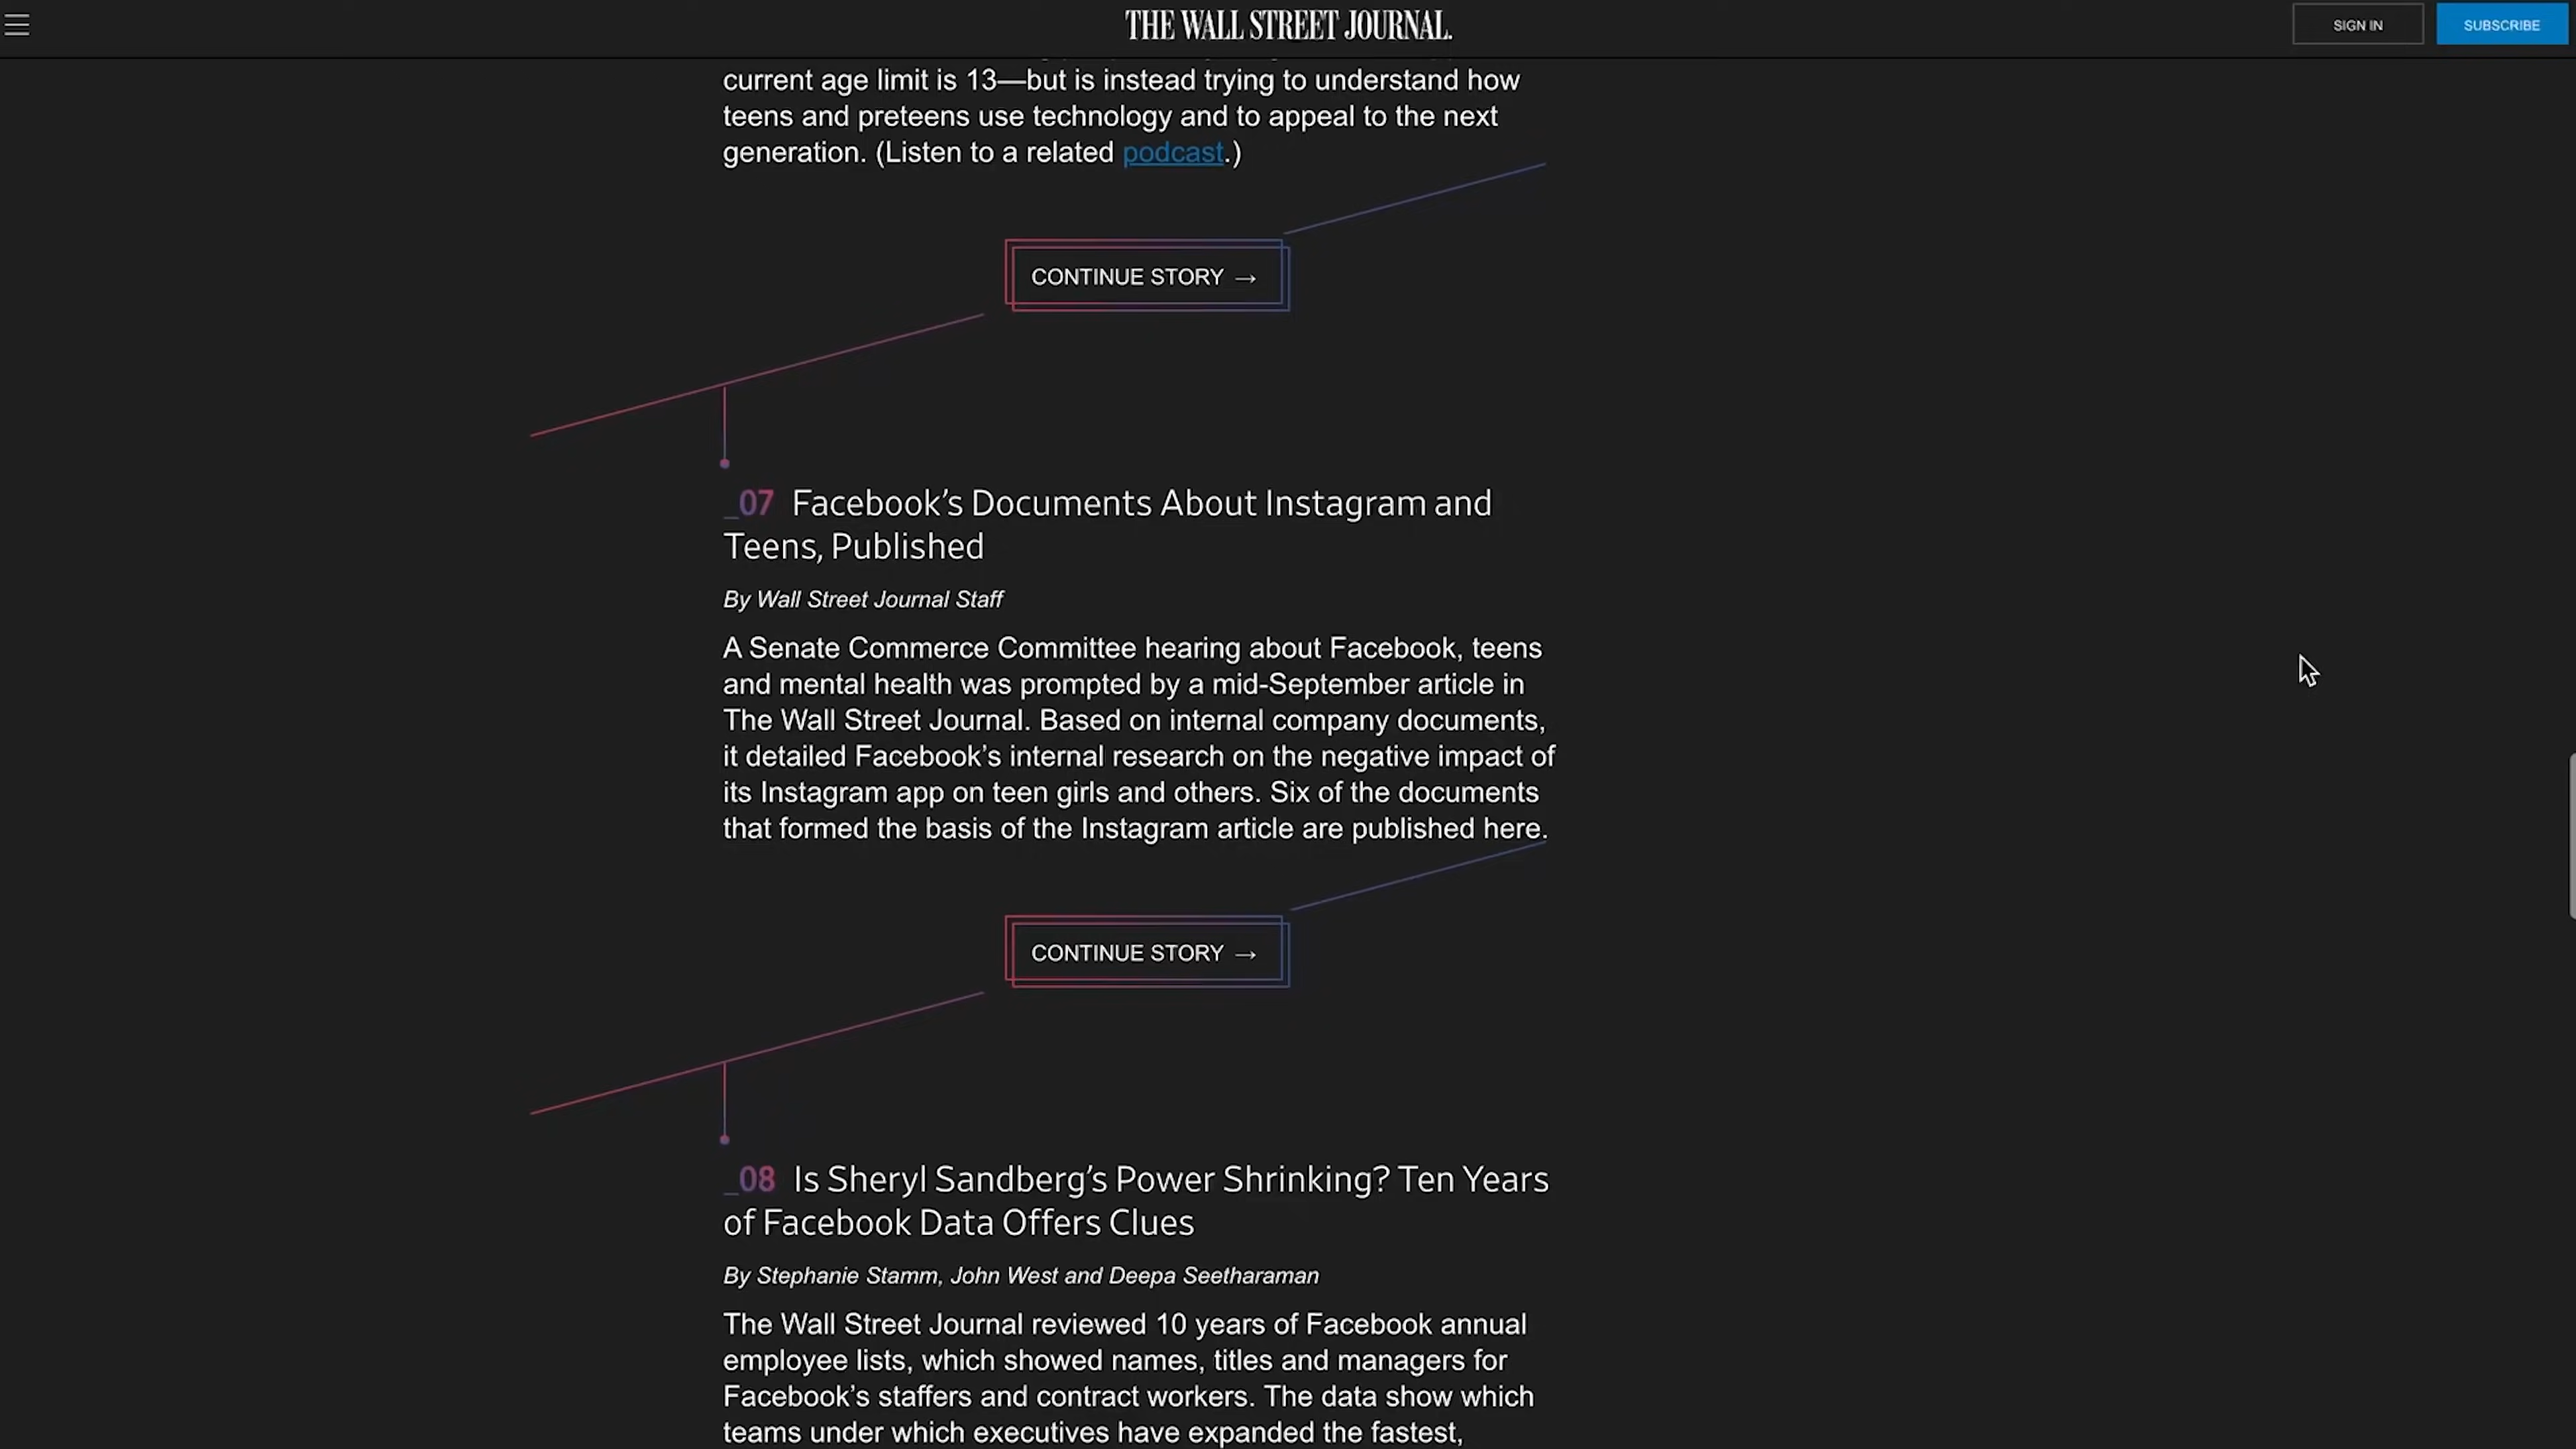 THE WALL STREET JOURNAL.
SIGN IN
SUBSCRIBE
current age limit is 13—but is instead trying to understand how
teens and preteens use technology and to appeal to the next
generation. (Listen to a related podcast.)
CONTINUE STORY →
_07 Facebook’s Documents About Instagram and
Teens, Published
By Wall Street Journal Staff
A Senate Commerce Committee hearing about Facebook, teens
and mental health was prompted by a mid-September article in
The Wall Street Journal. Based on internal company documents,
it detailed Facebook’s internal research on the negative impact of
its Instagram app on teen girls and others. Six of the documents
that formed the basis of the Instagram article are published here.
CONTINUE STORY →
_08 Is Sheryl Sandberg’s Power Shrinking? Ten Years
of Facebook Data Offers Clues
By Stephanie Stamm, John West and Deepa Seetharaman
The Wall Street Journal reviewed 10 years of Facebook annual
employee lists, which showed names, titles and managers for
Facebook’s staffers and contract workers. The data show which
teams under which executives have expanded the fastest,